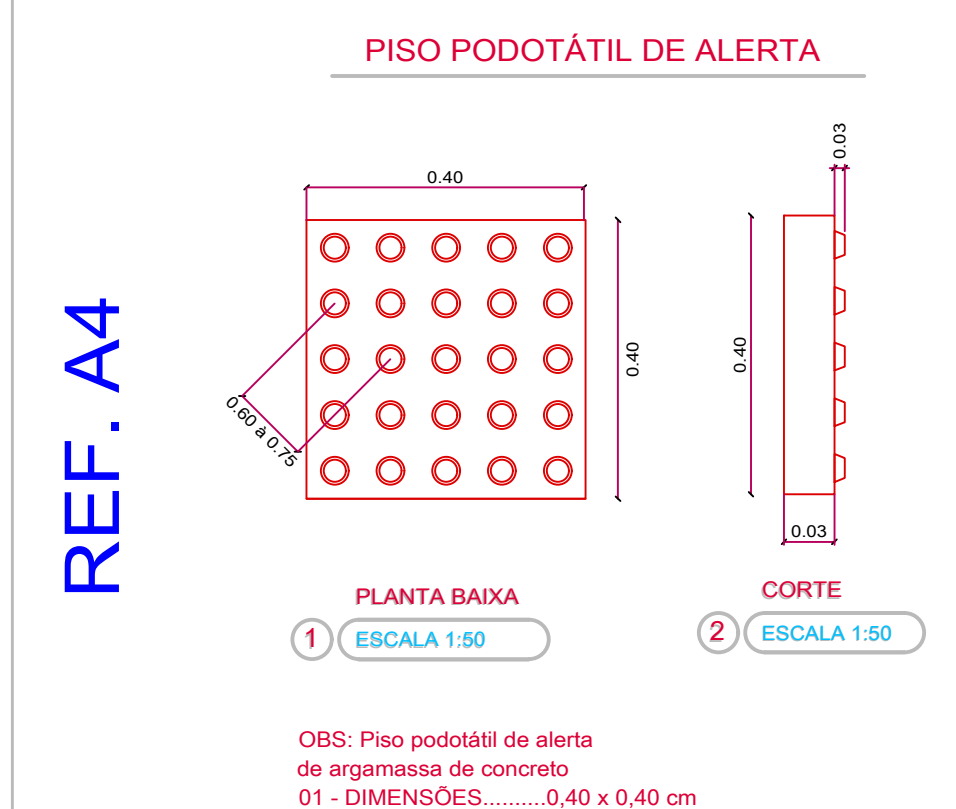 PISO PODOTÁTIL DE ALERTA
REF. A4
0.40
0.40
0.60 à 0.75
0.03
0.40
0.03
PLANTA BAIXA
1 ESCALA 1:50
CORTE
2 ESCALA 1:50
OBS: Piso podotátil de alerta
de argamassa de concreto
01 - DIMENSÕES..........0,40 x 0,40 cm